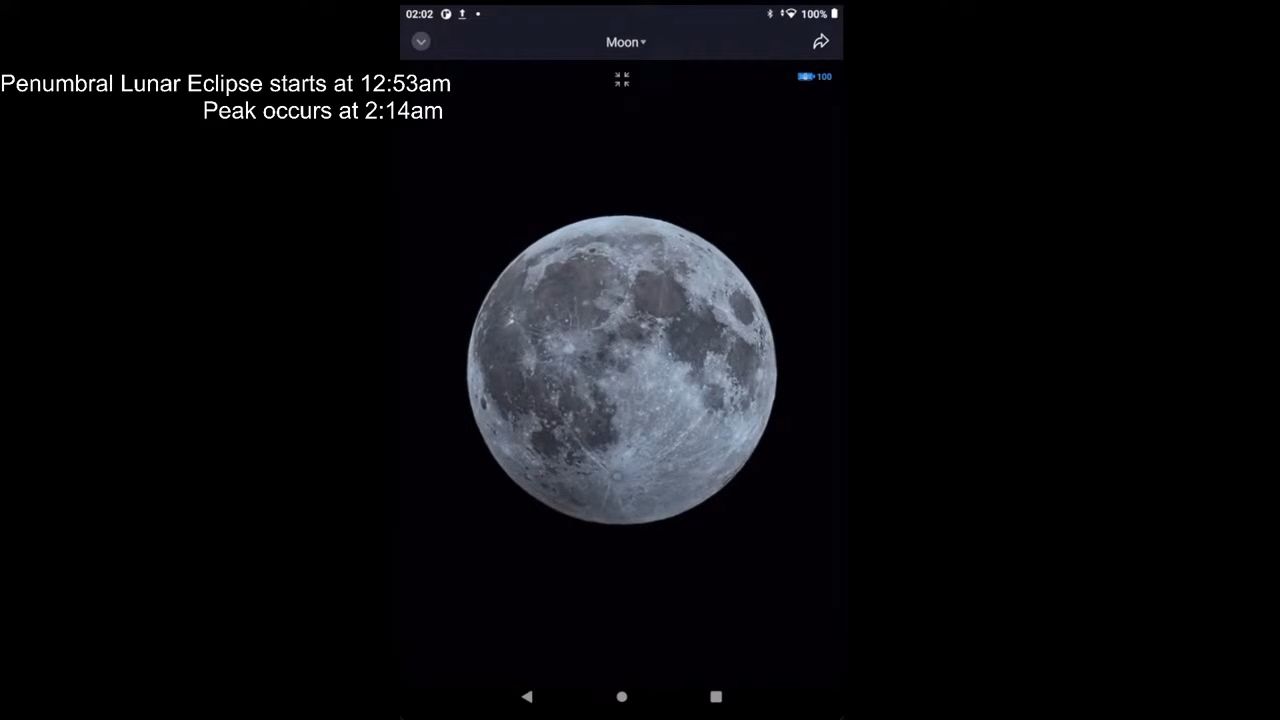 02:02
100%
Moon
100
Penumbral Lunar Eclipse starts at 12:53am
Peak occurs at 2:14am